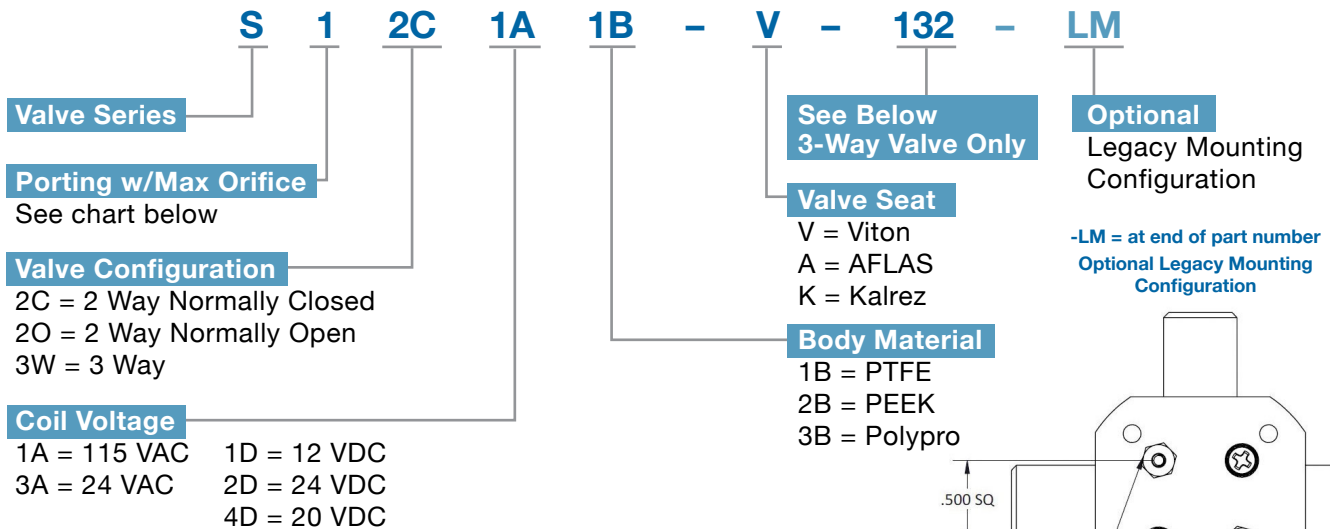 S 1 2C 1A 1B – V – 132 – LM
Valve Series
Porting w/Max Orifice
See chart below
Valve Configuration
2C = 2 Way Normally Closed
2O = 2 Way Normally Open
3W = 3 Way
Coil Voltage
1A = 115 VAC 1D = 12 VDC
3A = 24 VAC 2D = 24 VDC
4D = 20 VDC
See Below
3-Way Valve Only
Valve Seat
V = Viton
A = AFLAS
K = Kalrez
Body Material
1B = PTFE
2B = PEEK
3B = Polypro
Optional
Legacy Mounting
Configuration
-LM = at end of part number
Optional Legacy Mounting
Configuration
.500 SQ